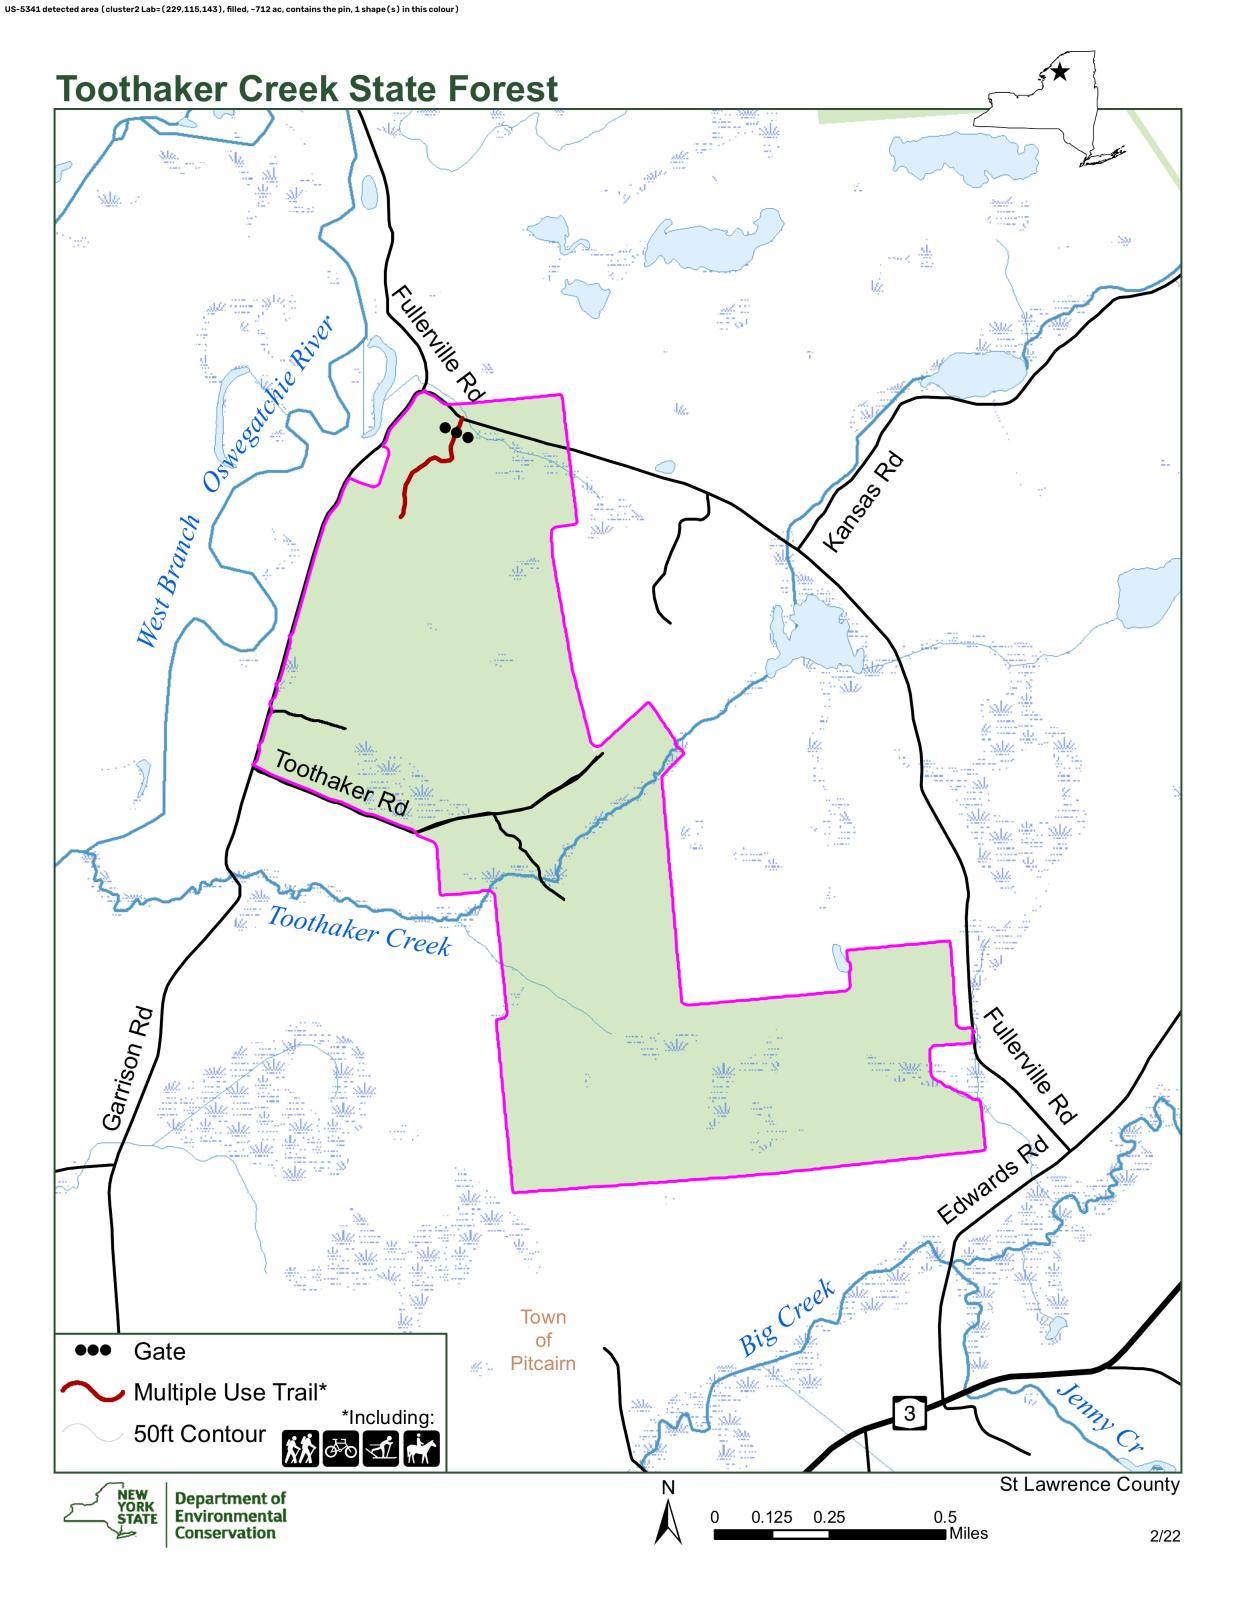 US-5341 detected area (cluster2 Lab=(229,115,143), filled, ~712 ac, contains the pin, 1 shape(s) in this colour)
Toothaker Creek State Forest
Fullerville Rd
West Branch Oswegatchie River
Kansas Rd
Toothaker Rd
Toothaker Creek
Garrison Rd
Fullerville Rd
Edwards Rd
Big Creek
Town
of
Pitcairn
3
Jenny Cr
Gate
Multiple Use Trail*
*Including:
50ft Contour
St Lawrence County
NEW
YORK
STATE
Department of
Environmental
Conservation
N
0 0.125 0.25 0.5
Miles
2/22